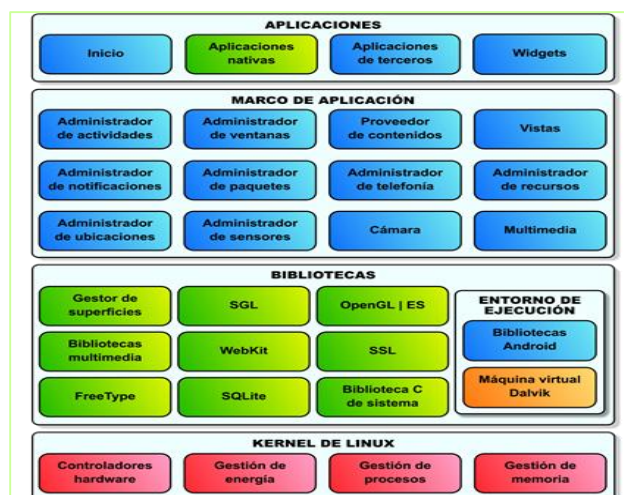 APLICACIONES
Inicio
Aplicaciones
nativas
Aplicaciones
de terceros
Widgets
MARCO DE APLICACIÓN
Administrador
de actividades
Administrador
de ventanas
Proveedor
de contenidos
Vistas
Administrador
de notificaciones
Administrador
de paquetes
Administrador
de telefonía
Administrador
de recursos
Administrador
de ubicaciones
Administrador
de sensores
Cámara
Multimedia
BIBLIOTECAS
Gestor de
superficies
SGL
OpenGL | ES
Bibliotecas
multimedia
WebKit
SSL
FreeType
SQLite
Biblioteca C
de sistema
ENTORNO DE
EJECUCIÓN
Bibliotecas
Android
Máquina virtual
Dalvik
KERNEL DE LINUX
Controladores
hardware
Gestión de
energía
Gestión de
procesos
Gestión de
memoria